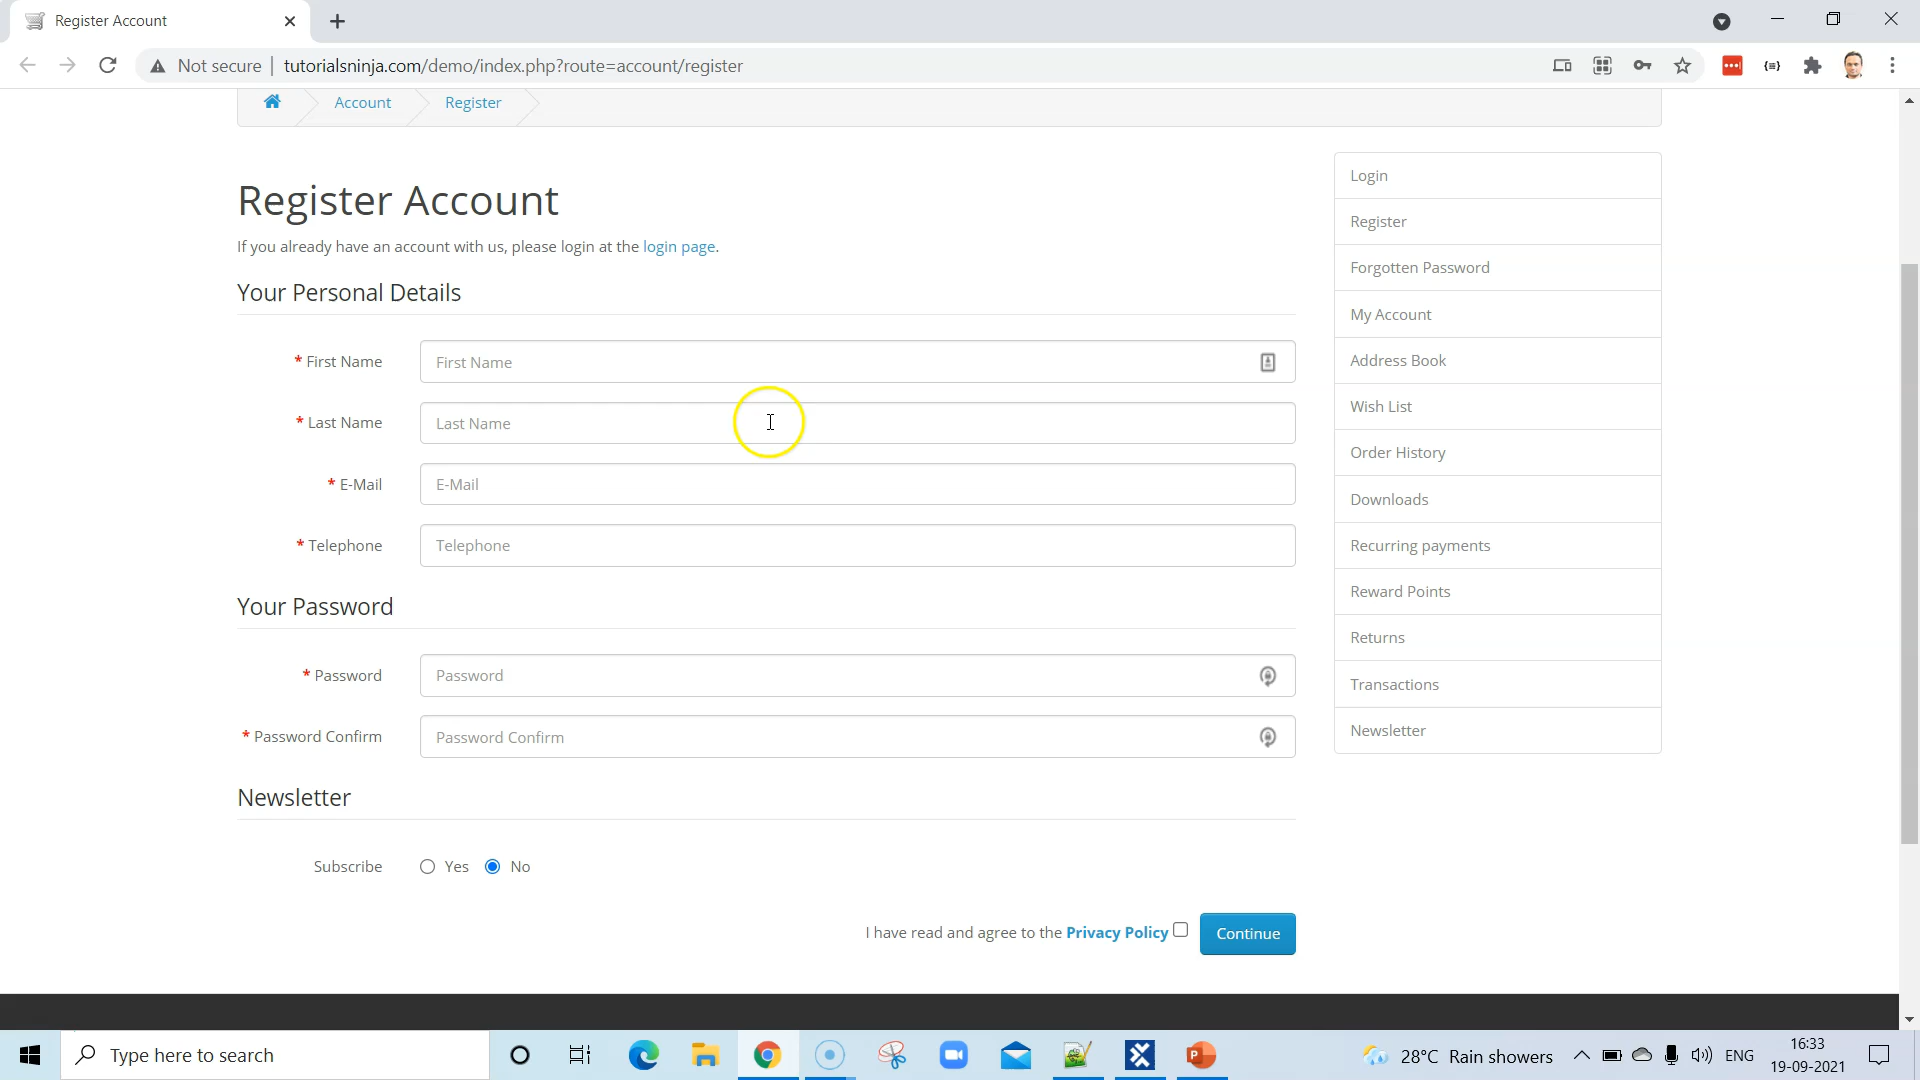 Register Account
Not secure | tutorialsninja.com/demo/index.php?route=account/register
Account
Register
Register Account
If you already have an account with us, please login at the login page.
Your Personal Details
* First Name
First Name
* Last Name
Last Name
* E-Mail
E-Mail
* Telephone
Telephone
Your Password
* Password
Password
* Password Confirm
Password Confirm
Newsletter
Subscribe
Yes
No
I have read and agree to the Privacy Policy
Continue
Login
Register
Forgotten Password
My Account
Address Book
Wish List
Order History
Downloads
Recurring payments
Reward Points
Returns
Transactions
Newsletter
Type here to search
28°C Rain showers
ENG
16:33
19-09-2021